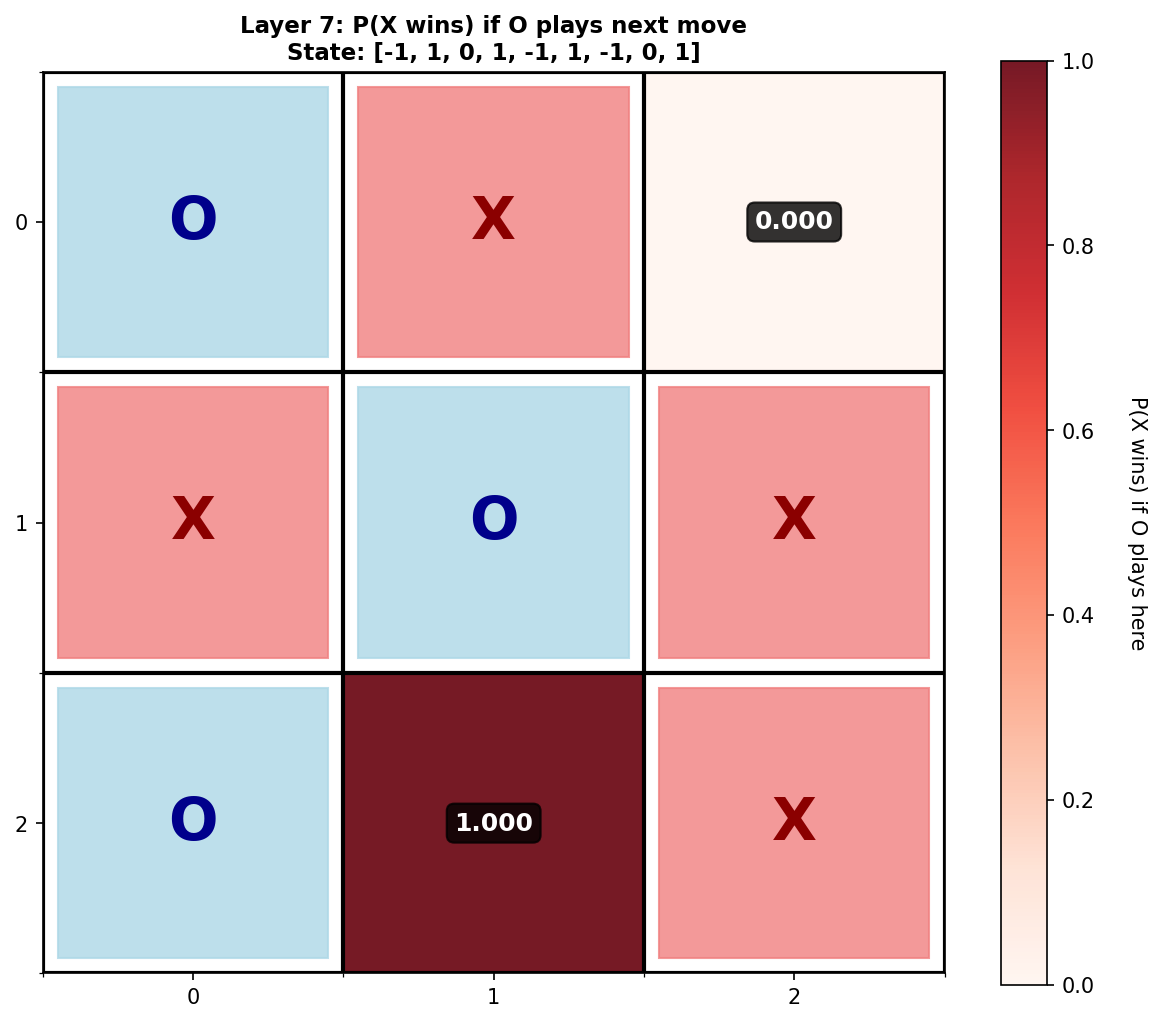 Layer 7: P(X wins) if O plays next move
State: [-1, 1, 0, 1, -1, 1, -1, 0, 1]
0
O
X
0.000
1
X
O
X
2
O
1.000
X
0
1
2
1.0
0.8
0.6
0.4
0.2
0.0
P(X wins) if O plays here